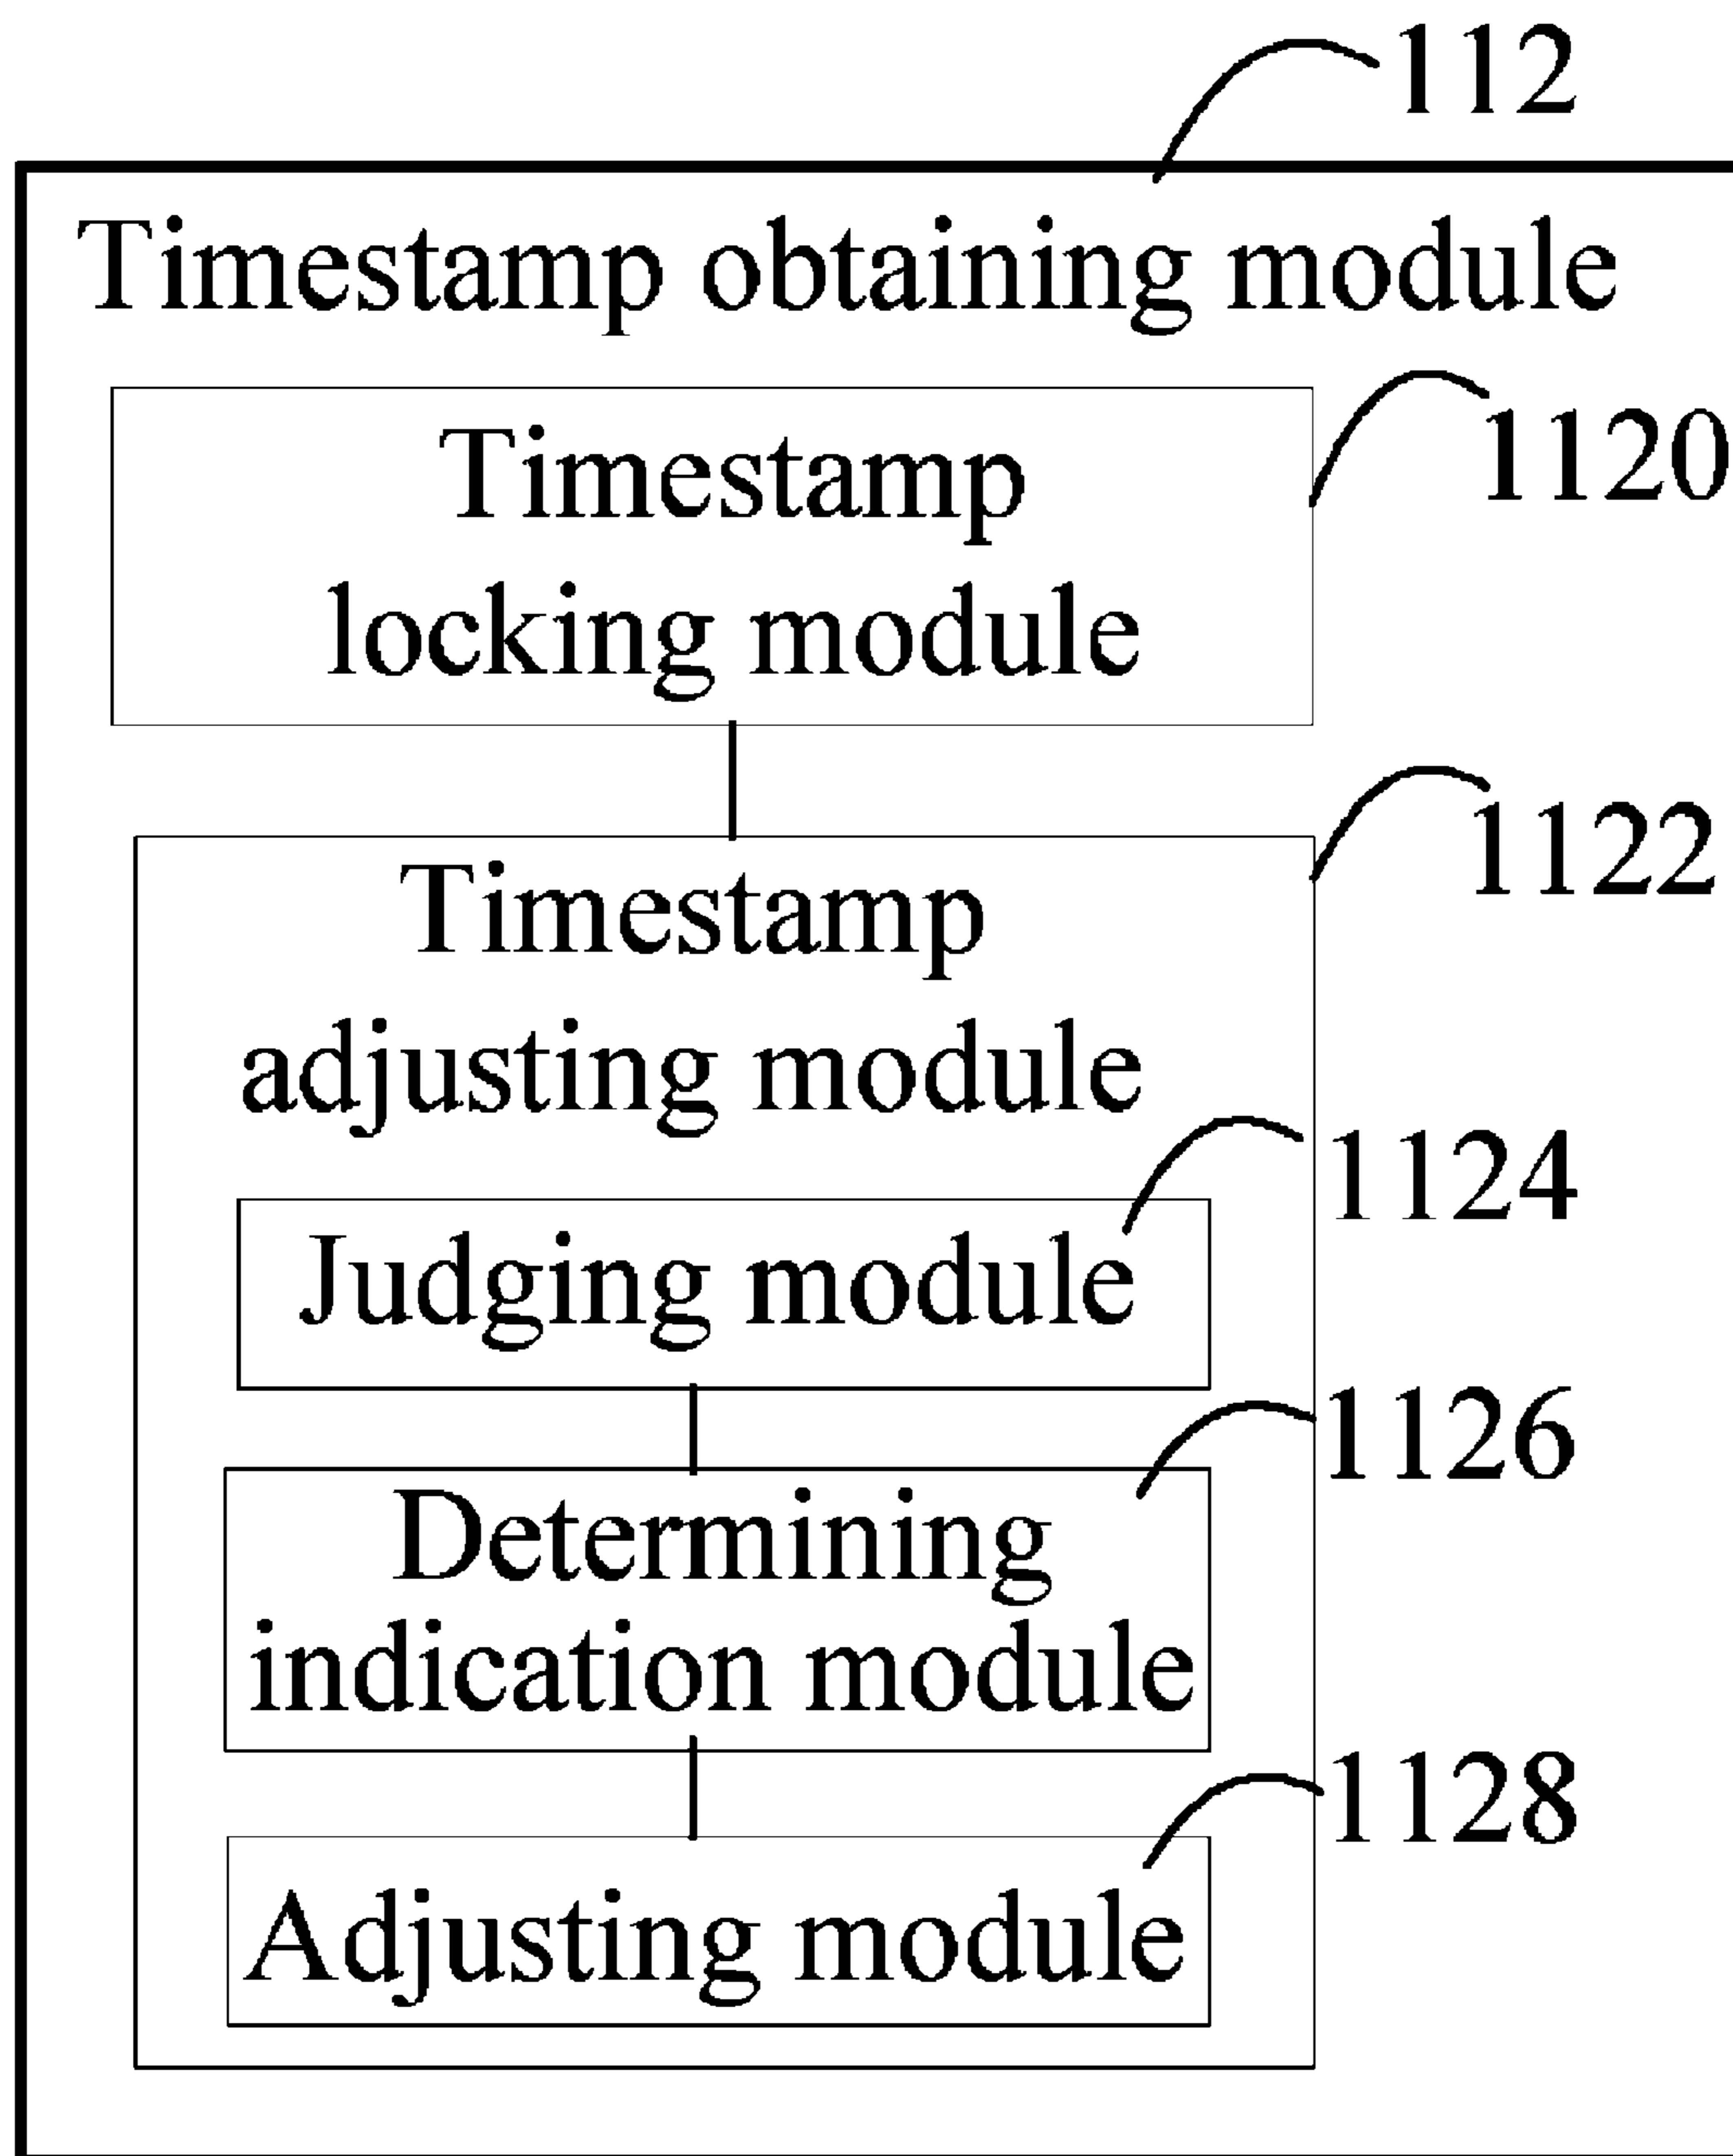 112
Timestamp obtaining module
1120
Timestamp
locking module
1122
Timestamp
adjusting module
1124
Judging module
1126
Determining
indication module
1128
Adjusting module